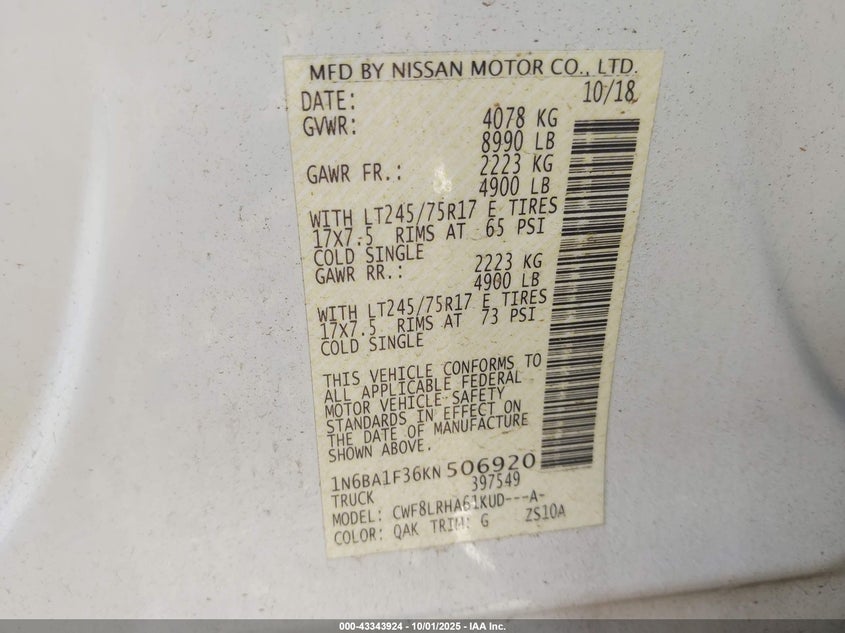 MFD BY NISSAN MOTOR CO., LTD.
DATE: 10/18
GVWR: 4078 KG
8990 LB
GAWR FR.: 2223 KG
4900 LB
WITH LT245/75R17 E TIRES
17X7.5 RIMS AT 65 PSI
COLD SINGLE
GAWR RR.: 2223 KG
4900 LB
WITH LT245/75R17 E TIRES
17X7.5 RIMS AT 73 PSI
COLD SINGLE
THIS VEHICLE CONFORMS TO
ALL APPLICABLE FEDERAL
MOTOR VEHICLE SAFETY
STANDARDS IN EFFECT ON
THE DATE OF MANUFACTURE
SHOWN ABOVE.
1N6BA1F36KN506920
TRUCK 397549
MODEL: CWF8LRHA61KUD---A-
COLOR: QAK TRIM: G ZS10A
000-43343924 - 10/01/2025 - IAA Inc.